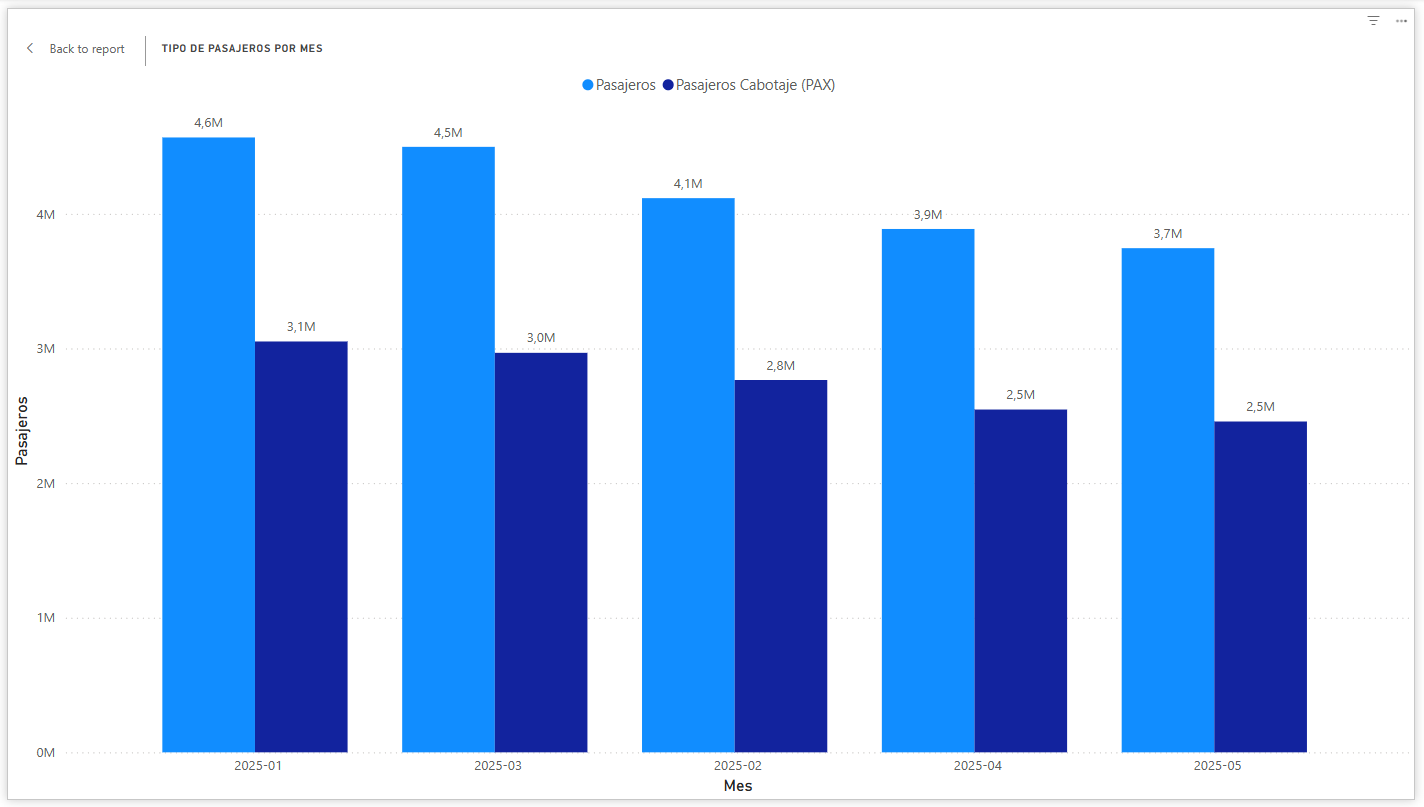 Back to report
TIPO DE PASAJEROS POR MES
Pasajeros Pasajeros Cabotaje (PAX)
4,6M
4,5M
4,1M
3,9M
3,7M
3,1M
3,0M
2,8M
2,5M
2,5M
4M
3M
2M
1M
0M
Pasajeros
2025-01 2025-03 2025-02 2025-04 2025-05
Mes